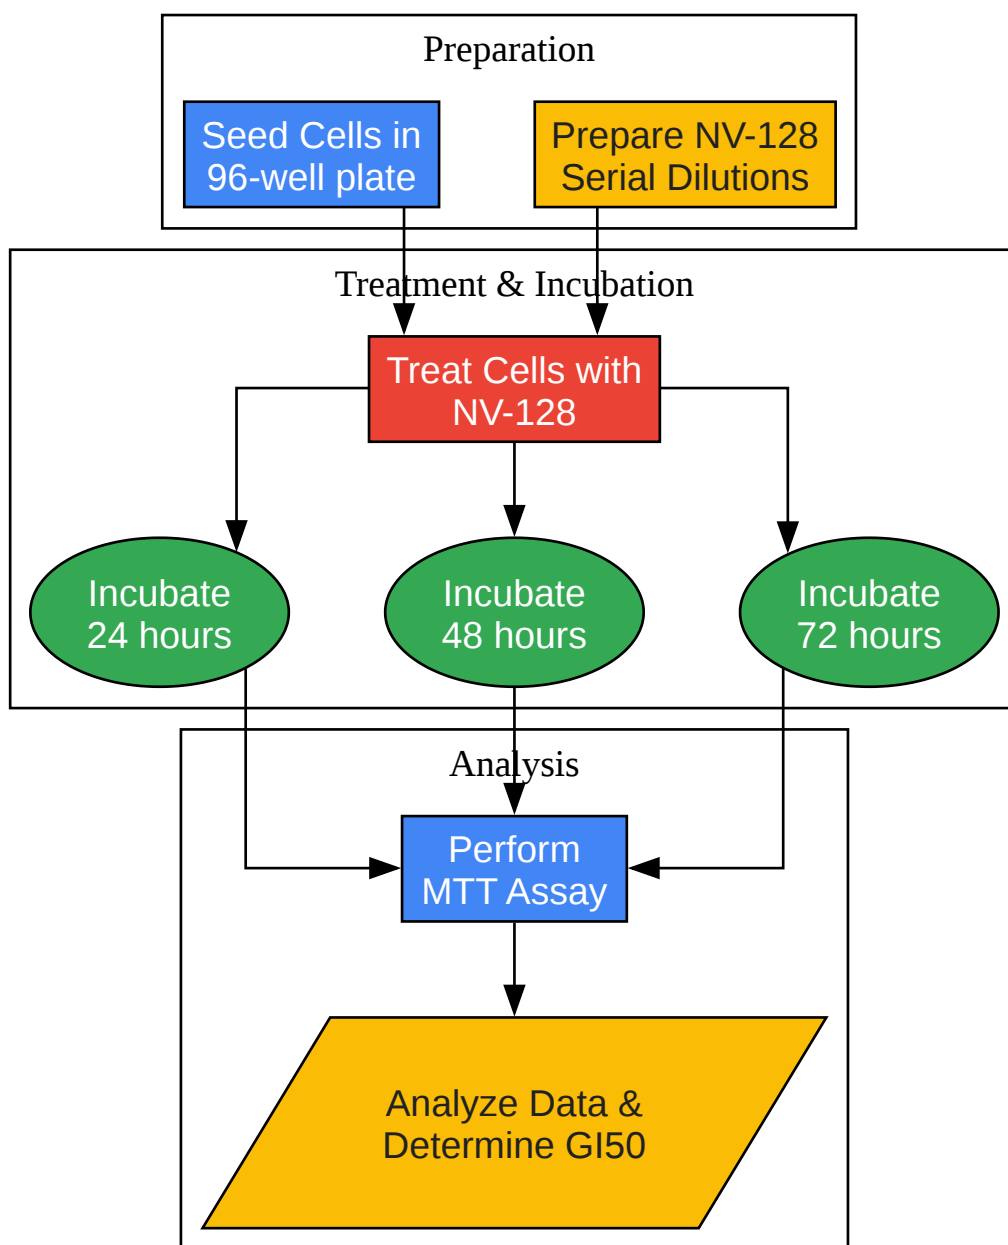 Preparation
Seed Cells in
96-well plate
Prepare NV-128
Serial Dilutions
Treatment & Incubation
Treat Cells with
NV-128
Incubate
24 hours
Incubate
48 hours
Incubate
72 hours
Analysis
Perform
MTT Assay
Analyze Data &
Determine GI50